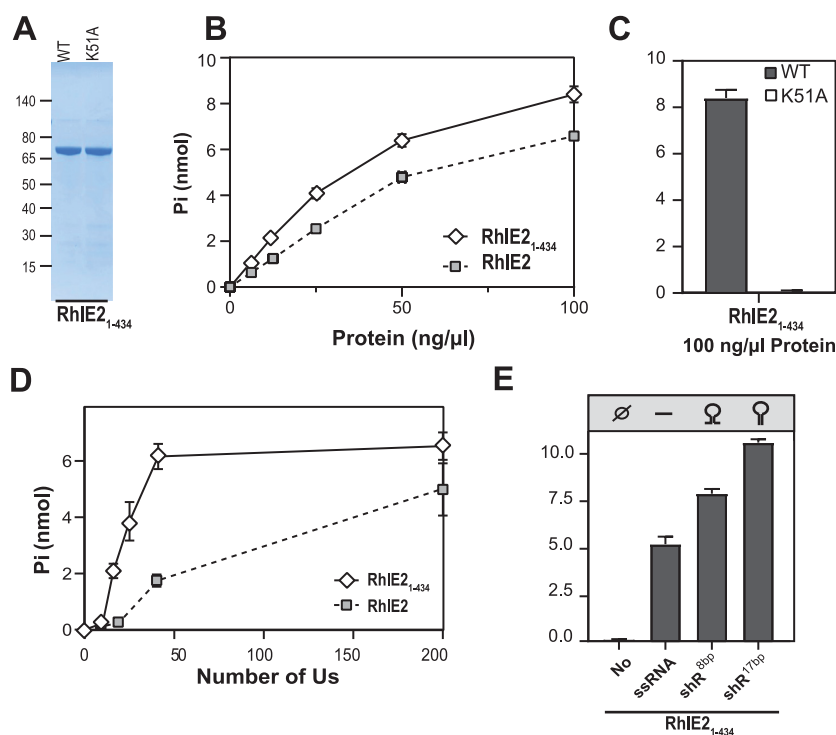 A
WT
K51A
140
80
65
50
40
30
15
RhlE2₁₋₄₃₄
B
10
8
6
4
2
0
Pi (nmol)
RhlE2₁₋₄₃₄
RhlE2
0
50
100
Protein (ng/µl)
C
10
8
6
4
2
0
WT
K51A
RhlE2₁₋₄₃₄
100 ng/µl Protein
D
6
4
2
0
Pi (nmol)
RhlE2₁₋₄₃₄
RhlE2
0
50
100
150
200
Number of Us
E
10.0
7.5
5.0
2.5
0.0
No
ssRNA
shR⁸ᵇᵖ
shR¹⁷ᵇᵖ
RhlE2₁₋₄₃₄